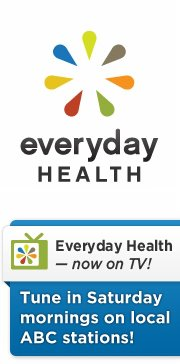 everyday
HEALTH
Everyday Health
— now on TV!
Tune in Saturday
mornings on local
ABC stations!